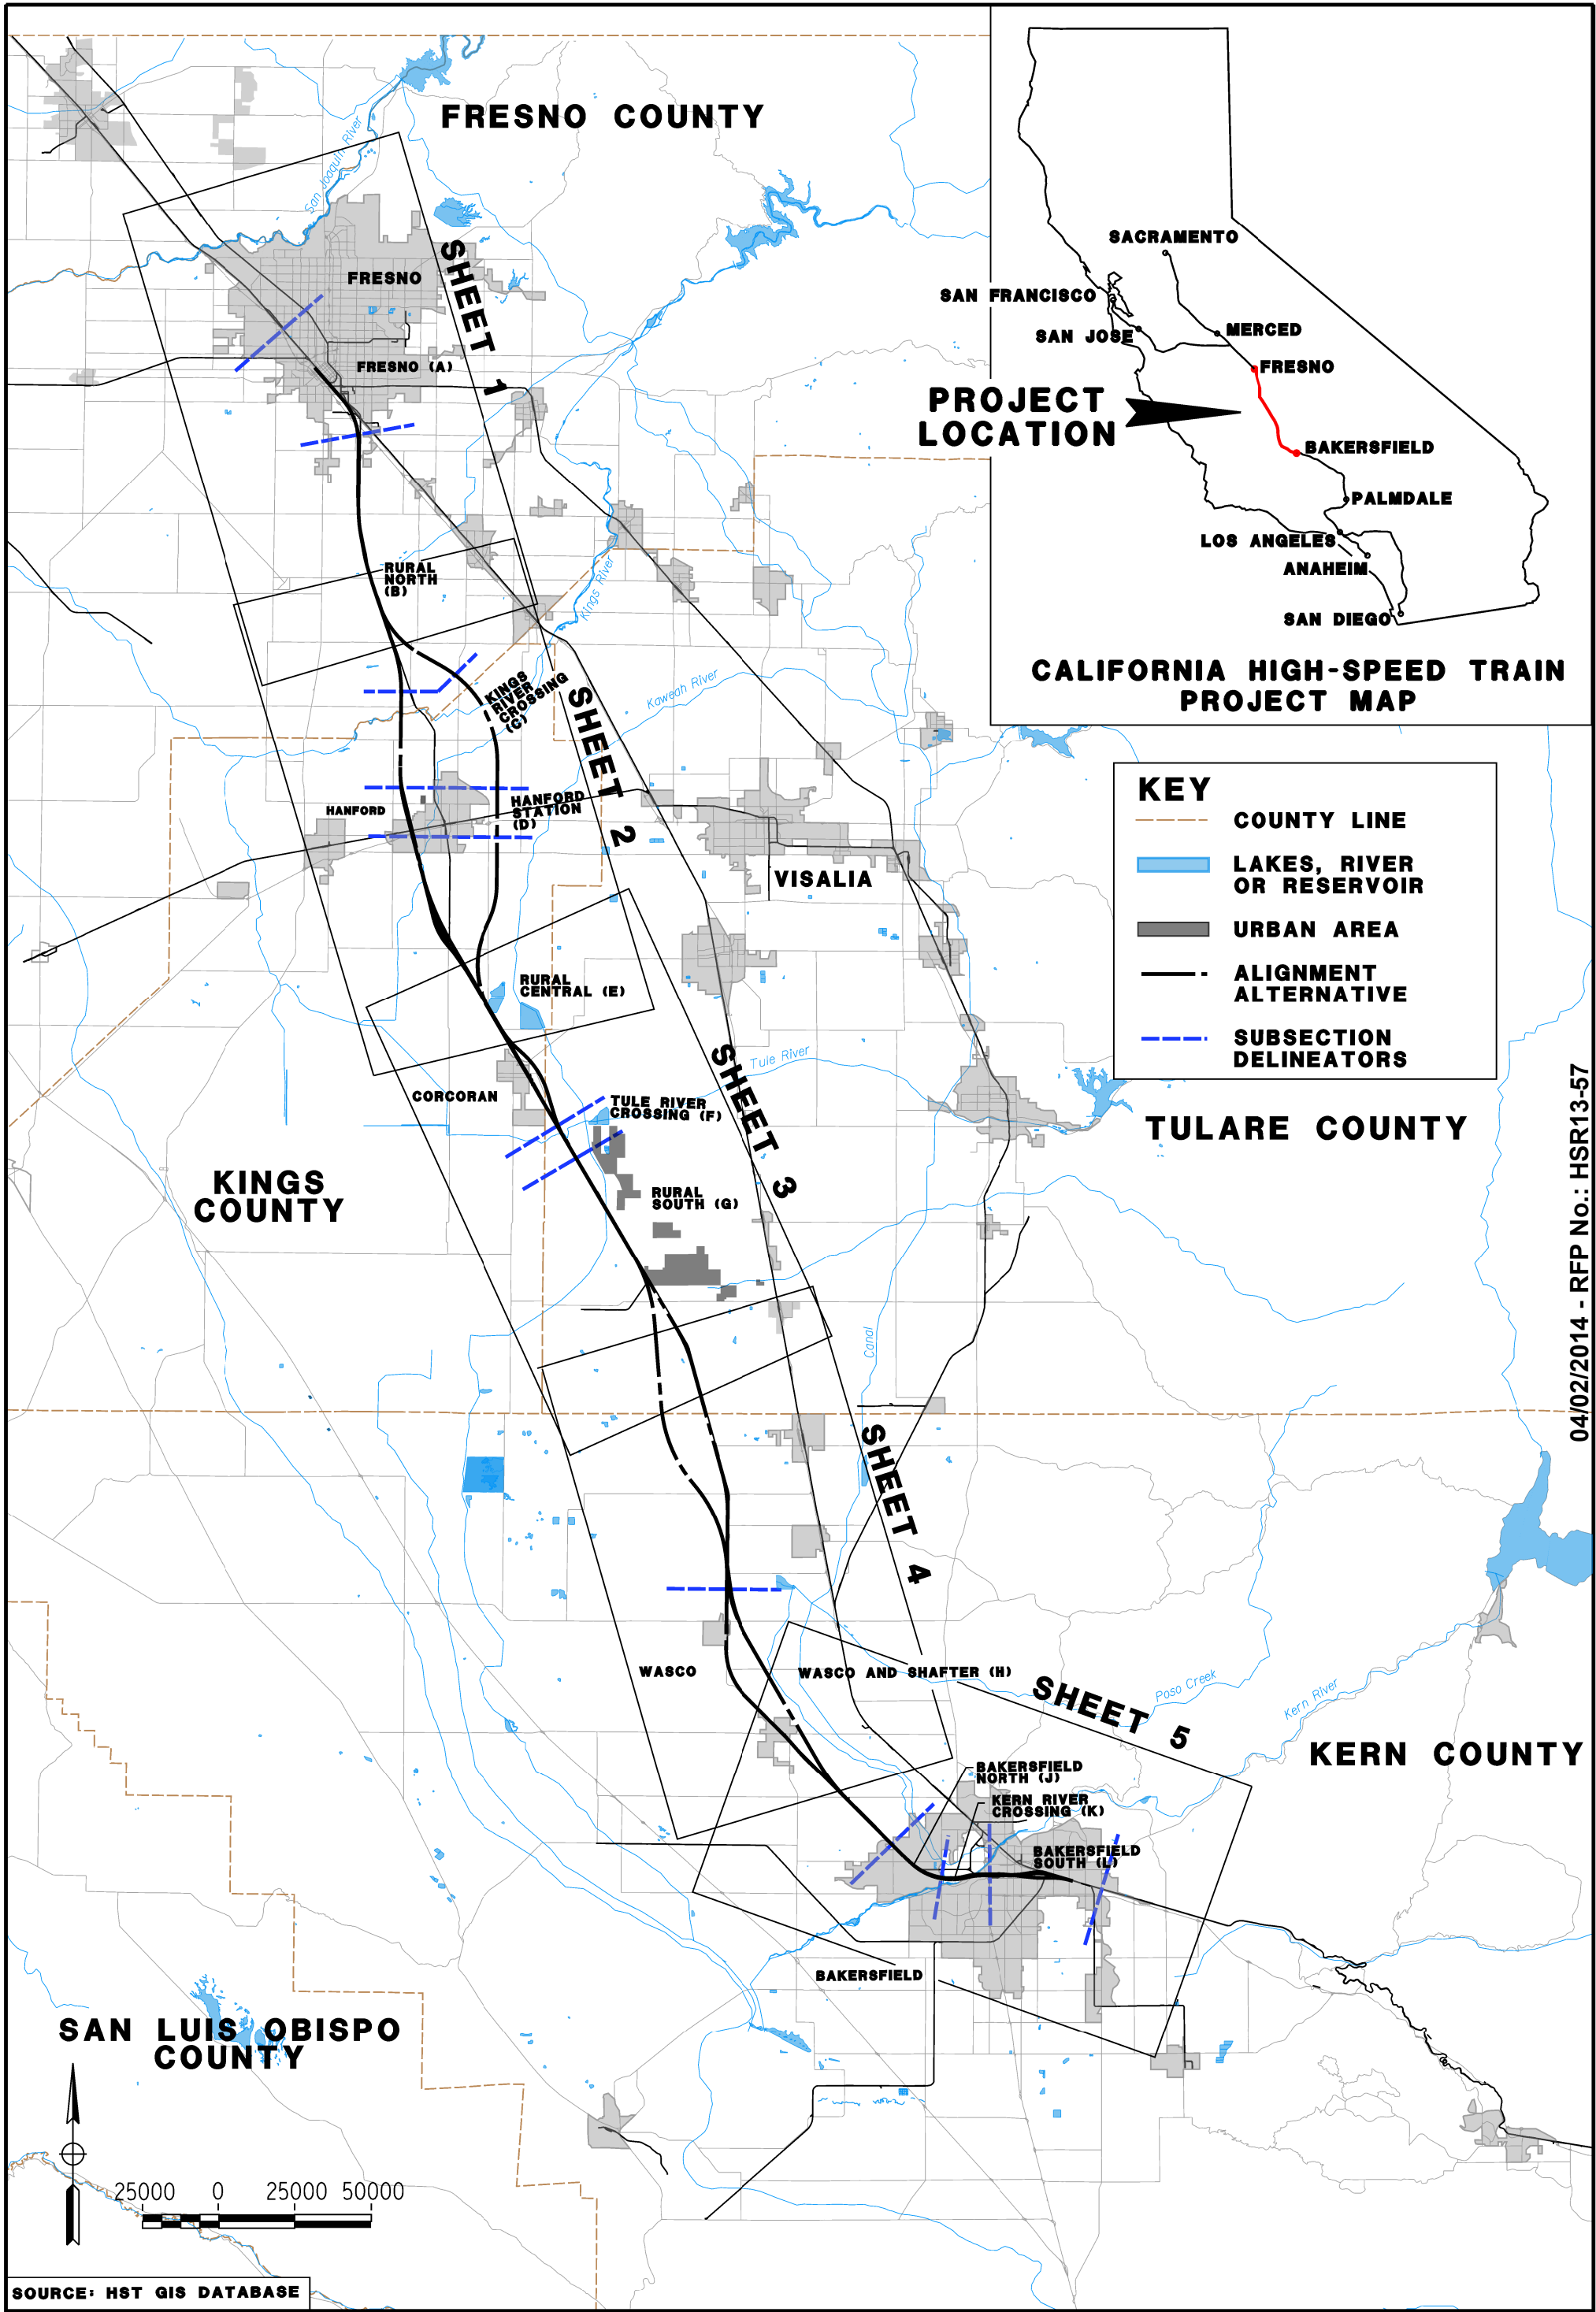 FRESNO COUNTY
San Joaquin River
SHEET 1
FRESNO
FRESNO (A)
SACRAMENTO
SAN FRANCISCO
SAN JOSE
MERCED
FRESNO
PROJECT
LOCATION
BAKERSFIELD
PALMDALE
LOS ANGELES
ANAHEIM
SAN DIEGO
CALIFORNIA HIGH-SPEED TRAIN
PROJECT MAP
RURAL
NORTH
(B)
Kings River
KINGS
RIVER
CROSSING
(C)
SHEET 2
Kaweah River
HANFORD
HANFORD
STATION
(D)
VISALIA
KEY
COUNTY LINE
LAKES, RIVER
OR RESERVOIR
URBAN AREA
ALIGNMENT
ALTERNATIVE
SUBSECTION
DELINEATORS
RURAL
CENTRAL (E)
SHEET 3
Tule River
CORCORAN
TULE RIVER
CROSSING (F)
TULARE COUNTY
KINGS
COUNTY
RURAL
SOUTH (G)
Canal
SHEET 4
04/02/2014 - RFP No.: HSR13-57
WASCO
WASCO AND SHAFTER (H)
SHEET 5
Poso Creek
Kern River
KERN COUNTY
BAKERSFIELD
NORTH (J)
KERN RIVER
CROSSING (K)
BAKERSFIELD
SOUTH (L)
BAKERSFIELD
SAN LUIS OBISPO
COUNTY
25000 0 25000 50000
SOURCE: HST GIS DATABASE